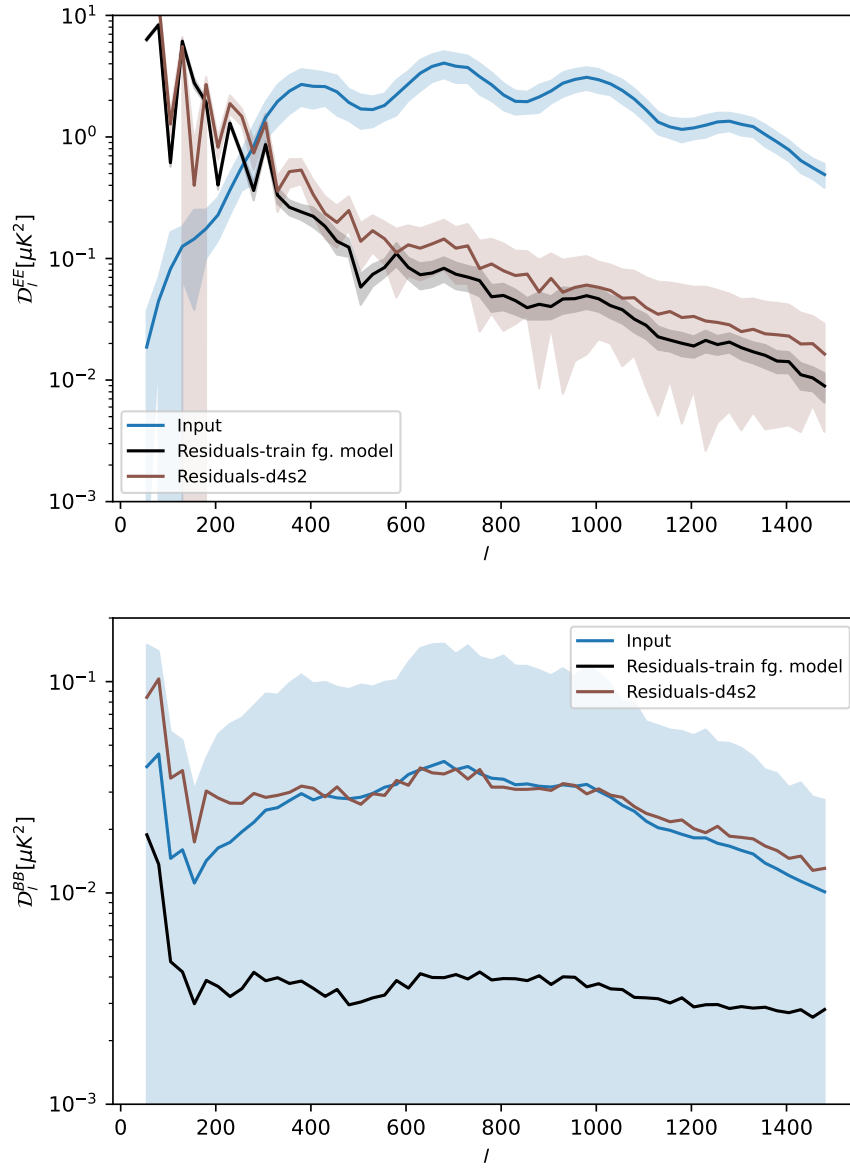 10^1
10^0
10^-1
10^-2
10^-3
D_l^EE [μK^2]
Input
Residuals-train fg. model
Residuals-d4s2
0 200 400 600 800 1000 1200 1400
l
10^-1
10^-2
10^-3
D_l^BB [μK^2]
Input
Residuals-train fg. model
Residuals-d4s2
0 200 400 600 800 1000 1200 1400
l